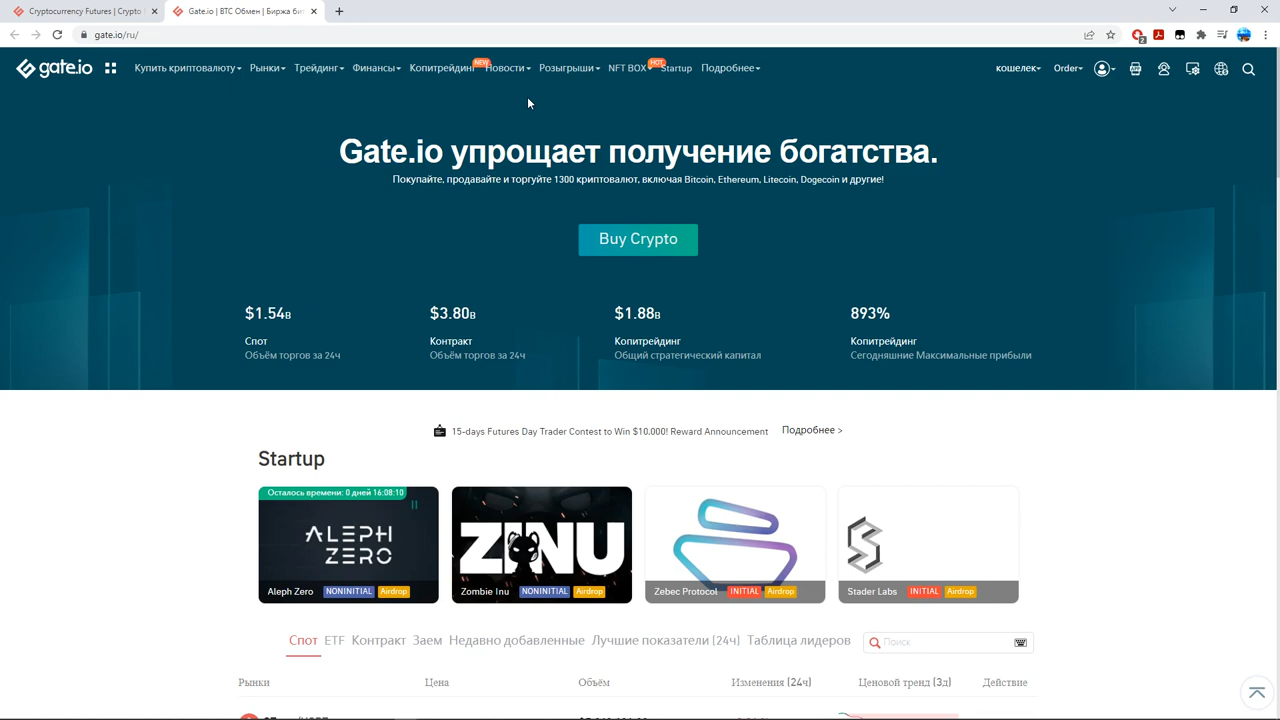 Cryptocurrency Futures | Crypto
Gate.io | BTC Обмен | Биржа бит
gate.io/ru/
2
gate.io
Купить криптовалюту Рынки Трейдинг Финансы Копитрейдинг NEW Новости Розыгрыши NFT BOX HOT Startup Подробнее
кошелек Order
Gate.io упрощает получение богатства.
Покупайте, продавайте и торгуйте 1300 криптовалют, включая Bitcoin, Ethereum, Litecoin, Dogecoin и другие!
Buy Crypto
$1.54B $3.80B $1.88B 893%
Спот Контракт Копитрейдинг Копитрейдинг
Объём торгов за 24ч Объём торгов за 24ч Общий стратегический капитал Сегодняшние Максимальные прибыли
15-days Futures Day Trader Contest to Win $10,000! Reward Announcement Подробнее >
Startup
Осталось времени: 0 дней 16:08:10
ALEPH
ZERO
ZINU
Aleph Zero NONINITIAL Airdrop
Zombie Inu NONINITIAL Airdrop
Zebec Protocol INITIAL Airdrop
Stader Labs INITIAL Airdrop
Спот ETF Контракт Заем Недавно добавленные Лучшие показатели (24ч) Таблица лидеров Поиск
Рынки Цена Объём Изменения (24ч) Ценовой тренд (3д) Действие